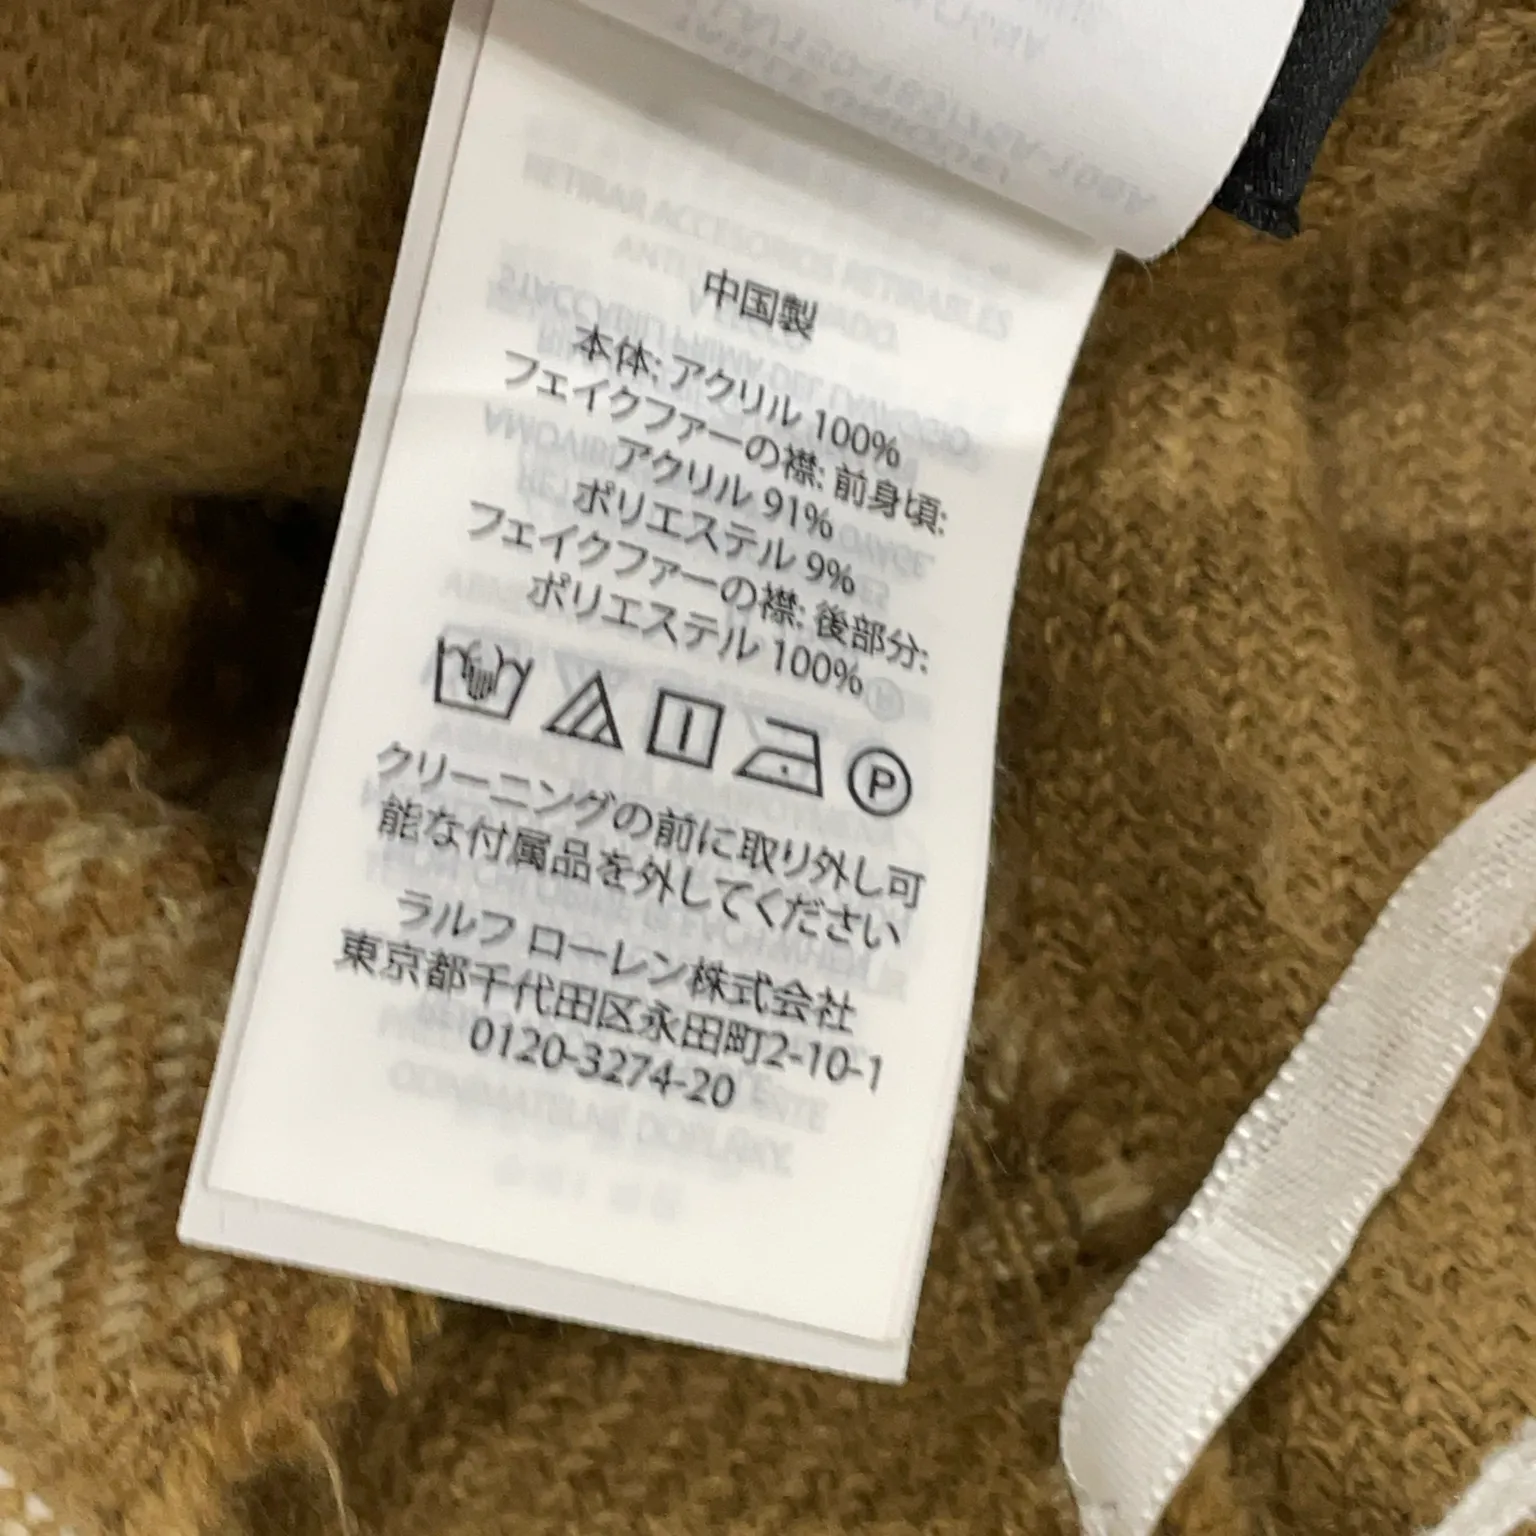 中国製
本体: アクリル 100%
フェイクファーの襟: 前身頃:
アクリル 91%
ポリエステル 9%
フェイクファーの襟: 後部分:
ポリエステル 100%
P
クリーニングの前に取り外し可
能な付属品を外してください
ラルフ ローレン株式会社
東京都千代田区永田町2-10-1
0120-3274-20